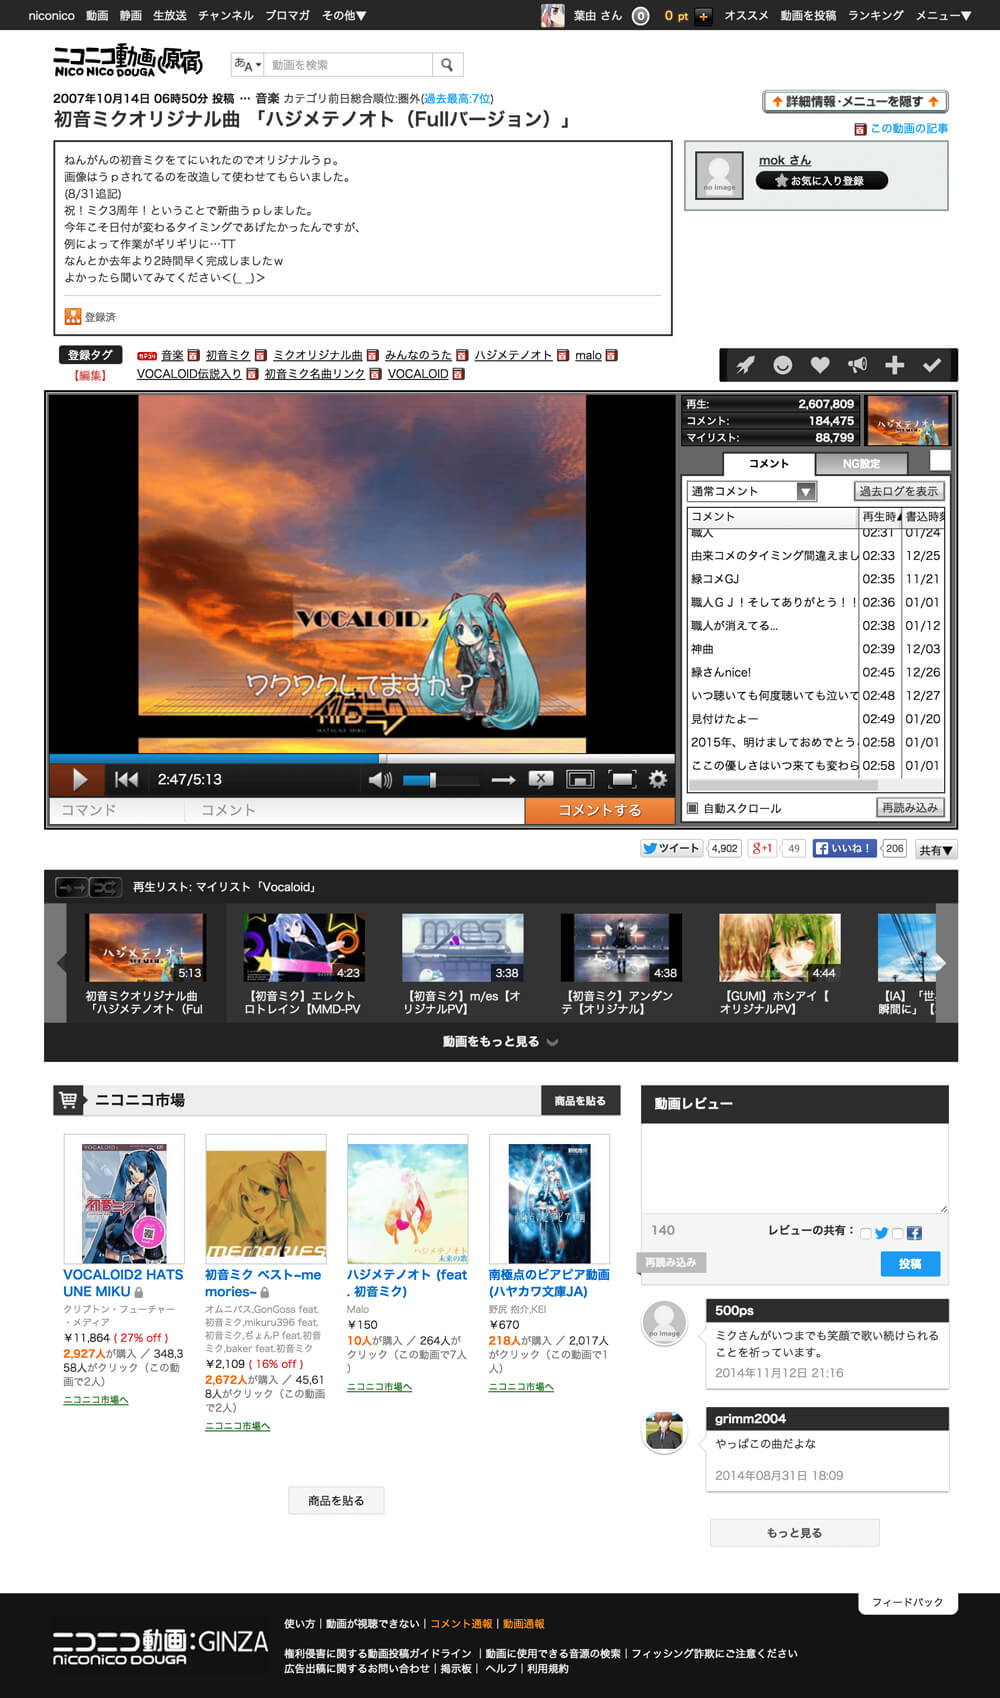 niconico 動画 静画 生放送 チャンネル ブロマガ その他▼ 葉由 さん 0 0 pt + オススメ 動画を投稿 ランキング メニュー▼
ニコニコ動画(原宿)
NICO NICO DOUGA
あA▾ 動画を検索
2007年10月14日 06時50分 投稿 … 音楽 カテゴリ前日総合順位:圏外(過去最高:7位)
初音ミクオリジナル曲 「ハジメテノオト（Fullバージョン）」
↑詳細情報・メニューを隠す↑
この動画の記事
ねんがんの初音ミクをてにいれたのでオリジナルうｐ。
画像はうｐされてるのを改造して使わせてもらいました。
(8/31追記)
祝！ミク3周年！ということで新曲うｐしました。
今年こそ日付が変わるタイミングであげたかったんですが、
例によって作業がギリギリに…TT
なんとか去年より2時間早く完成しましたｗ
よかったら聞いてみてください＜(_ _)＞
登録済
no image
mok さん
お気に入り登録
登録タグ
【編集】
カテゴリ 音楽 初音ミク ミクオリジナル曲 みんなのうた ハジメテノオト malo
VOCALOID伝説入り 初音ミク名曲リンク VOCALOID
VOCALOID2
ワクワクしてますか？
初音ミク
HATSUNE MIKU
2:47/5:13
コマンド コメント コメントする
再生: 2,607,809
コメント: 184,475
マイリスト: 88,799
ハジメテノオト
コメント NG設定
通常コメント ▼ 過去ログを表示
コメント 再生時▲ 書込時刻
職人 02:31 01/24
由来コメのタイミング間違えまし 02:33 12/25
緑コメGJ 02:35 11/21
職人ＧＪ！そしてありがとう！！ 02:36 01/01
職人が消えてる... 02:38 01/12
神曲 02:39 12/03
緑さんnice! 02:45 12/26
いつ聴いても何度聴いても泣いて 02:48 12/27
見付けたよー 02:49 01/20
2015年、明けましておめでとう 02:58 01/01
ここの優しさはいつ来ても変わら 02:58 01/01
自動スクロール 再読み込み
ツイート 4,902 g+1 49 いいね！ 206 共有▼
再生リスト: マイリスト「Vocaloid」
ハジメテノオト
5:13
初音ミクオリジナル曲
「ハジメテノオト（Ful
4:23
【初音ミク】エレクト
ロトレイン【MMD-PV
m/es
3:38
【初音ミク】m/es【オ
リジナルPV】
4:38
【初音ミク】アンダン
テ【オリジナル】
4:44
【GUMI】ホシアイ【
オリジナルPV】
【IA】「世
瞬間に」【
動画をもっと見る
ニコニコ市場 商品を貼る
VOCALOID2
初音ミク
VOCALOID2 HATS
UNE MIKU
クリプトン・フューチャー
・メディア
￥11,864 ( 27% off )
2,927人が購入 ／ 348,3
58人がクリック（この動
画で2人）
ニコニコ市場へ
MEMORIES
初音ミク ベスト~me
mories~
オムニバス,GonGoss feat.
初音ミク,mikuru396 feat.
初音ミク,ぢょんP feat.初音
ミク,baker feat.初音ミク
￥2,109 ( 16% off )
2,672人が購入 ／ 45,61
8人がクリック（この動画
で2人）
ニコニコ市場へ
ハジメテノオト
未来の歌
ハジメテノオト (feat
. 初音ミク)
Malo
￥150
10人が購入 ／ 264人が
クリック（この動画で7人
）
ニコニコ市場へ
南極点のピアピア動画
南極点のピアピア動画
(ハヤカワ文庫JA)
野尻 抱介,KEI
￥670
218人が購入 ／ 2,017人
がクリック（この動画で1
人）
ニコニコ市場へ
商品を貼る
動画レビュー
140 レビューの共有：
再読み込み 投稿
no image
500ps
ミクさんがいつまでも笑顔で歌い続けられる
ことを祈っています。
2014年11月12日 21:16
grimm2004
やっぱこの曲だよな
2014年08月31日 18:09
もっと見る
フィードバック
ニコニコ動画:GINZA
niconico DOUGA
使い方｜動画が視聴できない｜コメント通報｜動画通報
権利侵害に関する動画投稿ガイドライン ｜動画に使用できる音源の検索｜フィッシング詐欺にご注意ください
広告出稿に関するお問い合わせ｜掲示板｜ ヘルプ｜利用規約